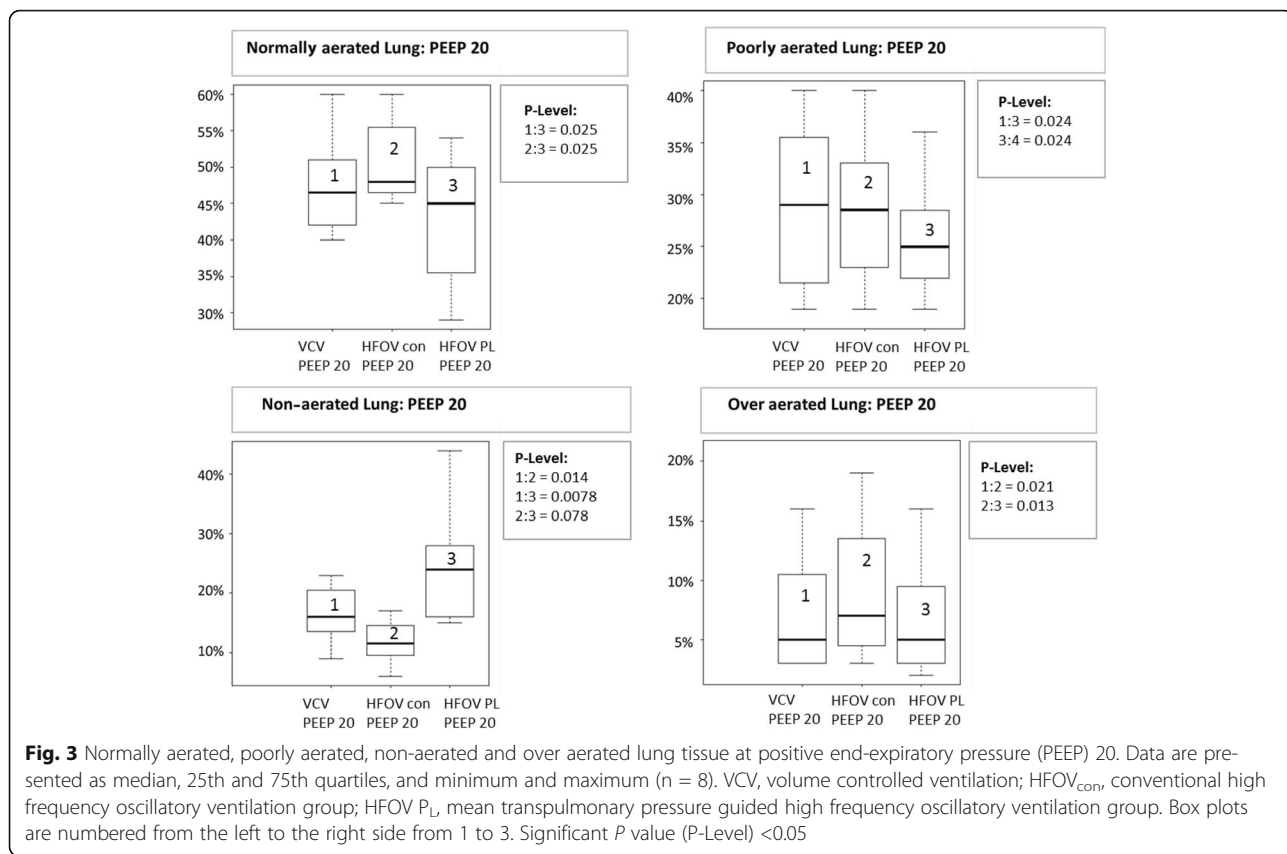 Normally aerated Lung: PEEP 20
60%
55%
50%
45%
40%
35%
30%
1
2
3
VCV PEEP 20
HFOV con PEEP 20
HFOV PL PEEP 20
P-Level:
1:3 = 0.025
2:3 = 0.025
Poorly aerated Lung: PEEP 20
40%
35%
30%
25%
20%
1
2
3
VCV PEEP 20
HFOV con PEEP 20
HFOV PL PEEP 20
P-Level:
1:3 = 0.024
3:4 = 0.024
Non-aerated Lung: PEEP 20
40%
30%
20%
10%
1
2
3
VCV PEEP 20
HFOV con PEEP 20
HFOV PL PEEP 20
P-Level:
1:2 = 0.014
1:3 = 0.0078
2:3 = 0.078
Over aerated Lung: PEEP 20
20%
15%
10%
5%
1
2
3
VCV PEEP 20
HFOV con PEEP 20
HFOV PL PEEP 20
P-Level:
1:2 = 0.021
2:3 = 0.013
Fig. 3 Normally aerated, poorly aerated, non-aerated and over aerated lung tissue at positive end-expiratory pressure (PEEP) 20. Data are pre-
sented as median, 25th and 75th quartiles, and minimum and maximum (n = 8). VCV, volume controlled ventilation; HFOVcon, conventional high
frequency oscillatory ventilation group; HFOV PL, mean transpulmonary pressure guided high frequency oscillatory ventilation group. Box plots
are numbered from the left to the right side from 1 to 3. Significant P value (P-Level) <0.05